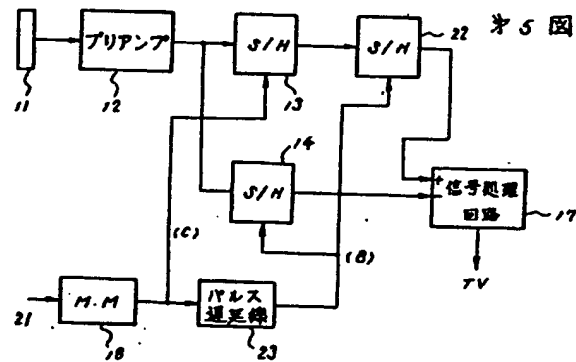 第5図
プリアンプ
S/H
S/H
22
11
12
13
14
S/H
+
-
信号処理
回路
17
(C)
(B)
TV
21
M.M
パルス
遅延線
18
23